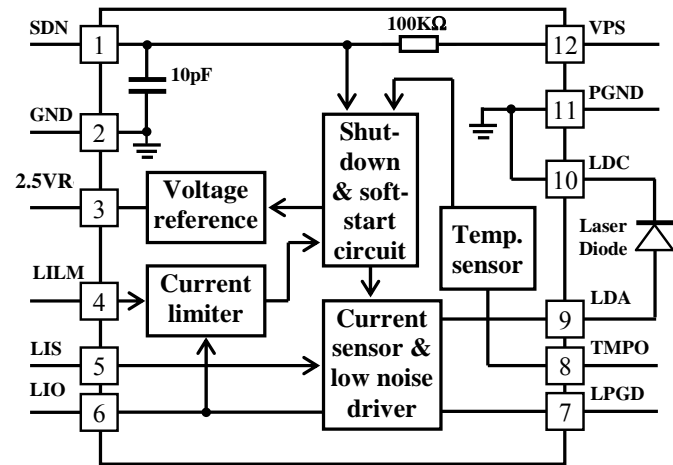 SDN
1
100KΩ
12
VPS
10pF
GND
2
11
PGND
Shut-
down
& soft-
start
circuit
2.5VR
3
Voltage
reference
10
LDC
Temp.
sensor
Laser
Diode
LILM
4
Current
limiter
9
LDA
Current
sensor &
low noise
driver
LIS
5
8
TMPO
LIO
6
7
LPGD